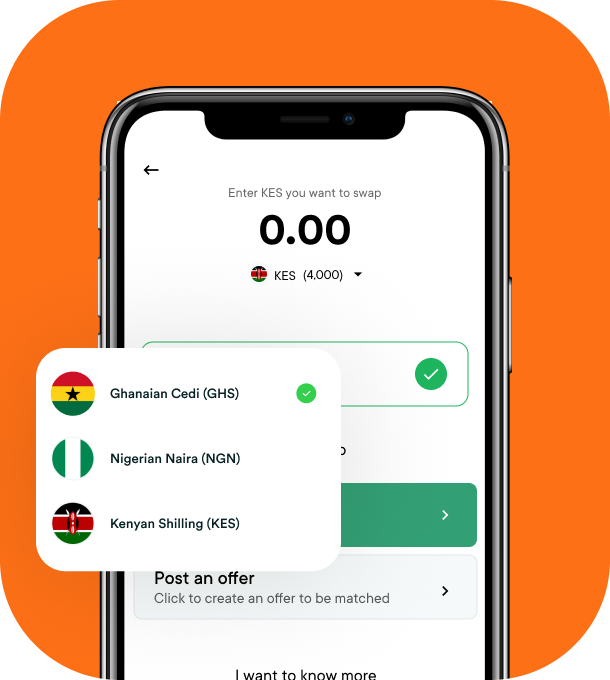 Enter KES you want to swap
0.00
KES (4,000)
Ghanaian Cedi (GHS)
Nigerian Naira (NGN)
Kenyan Shilling (KES)
Post an offer
Click to create an offer to be matched
I want to know more